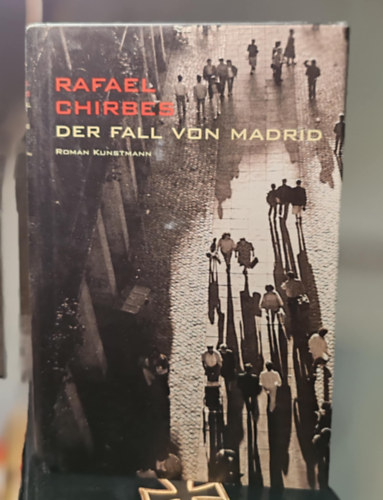 RAFAEL
CHIRBES
DER FALL VON MADRID
ROMAN KUNSTMANN